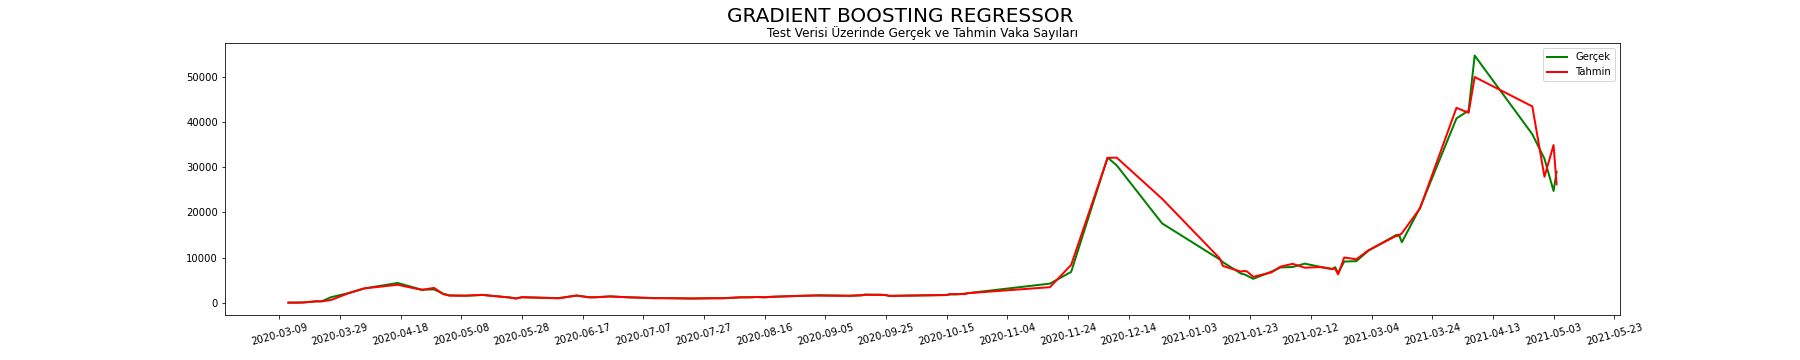 GRADIENT BOOSTING REGRESSOR
Test Verisi Üzerinde Gerçek ve Tahmin Vaka Sayıları
Gerçek
Tahmin
50000
40000
30000
20000
10000
0
2020-03-09 2020-03-29 2020-04-18 2020-05-08 2020-05-28 2020-06-17 2020-07-07 2020-07-27 2020-08-16 2020-09-05 2020-09-25 2020-10-15 2020-11-04 2020-11-24 2020-12-14 2021-01-03 2021-01-23 2021-02-12 2021-03-04 2021-03-24 2021-04-13 2021-05-03 2021-05-23